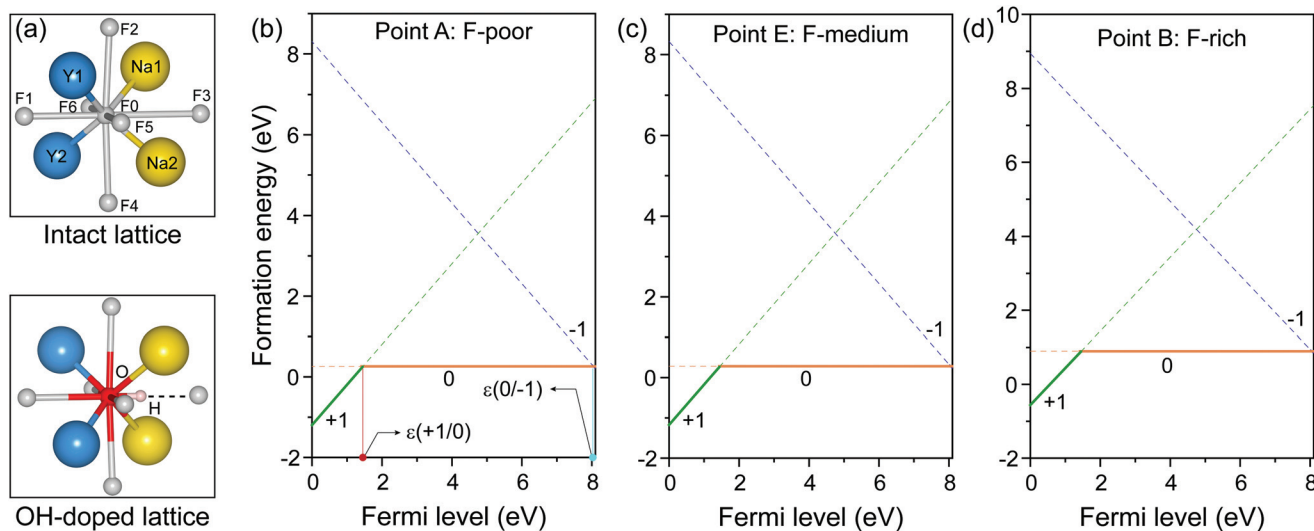 (a)
F2
Y1
Na1
F1
F6
F0
F3
F5
Y2
Na2
F4
Intact lattice
O
H
OH-doped lattice
(b)
Point A: F-poor
Formation energy (eV)
8
6
4
2
0
-2
-1
0
+1
ε(0/-1)
ε(+1/0)
0
2
4
6
8
Fermi level (eV)
(c)
Point E: F-medium
8
6
4
2
0
-2
-1
0
+1
0
2
4
6
8
Fermi level (eV)
(d)
Point B: F-rich
10
8
6
4
2
0
-2
-1
0
+1
0
2
4
6
8
Fermi level (eV)